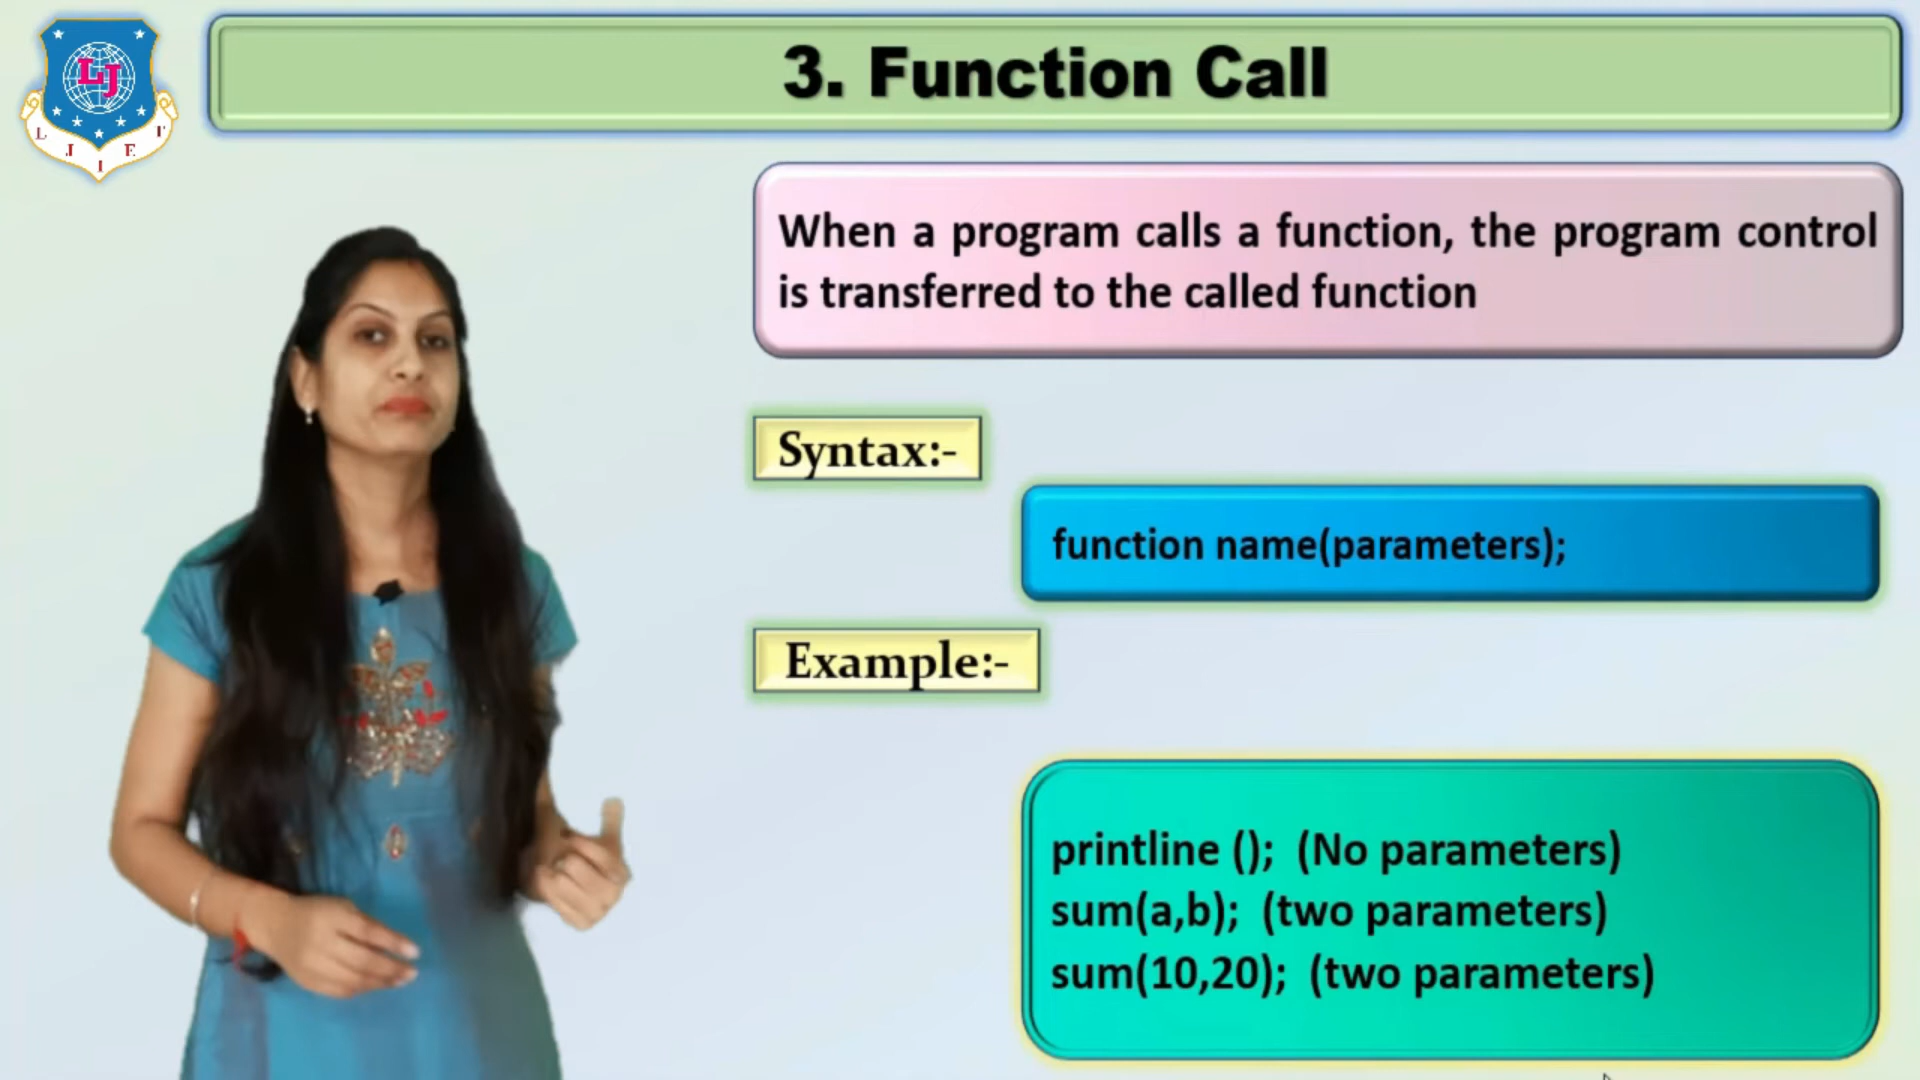 LJ
L J I E T
3. Function Call
When a program calls a function, the program control
is transferred to the called function
Syntax:-
function name(parameters);
Example:-
printline (); (No parameters)
sum(a,b); (two parameters)
sum(10,20); (two parameters)